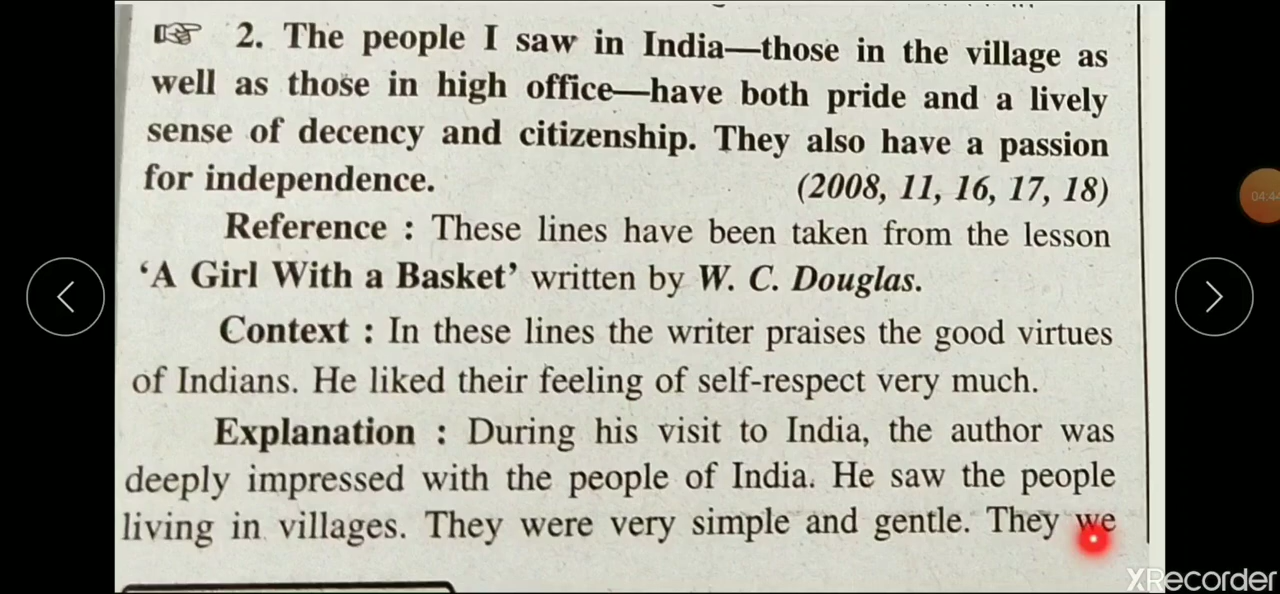 2. The people I saw in India—those in the village as
well as those in high office—have both pride and a lively
sense of decency and citizenship. They also have a passion
for independence. (2008, 11, 16, 17, 18)
Reference : These lines have been taken from the lesson
‘A Girl With a Basket’ written by W. C. Douglas.
Context : In these lines the writer praises the good virtues
of Indians. He liked their feeling of self-respect very much.
Explanation : During his visit to India, the author was
deeply impressed with the people of India. He saw the people
living in villages. They were very simple and gentle. They we
XRecorder